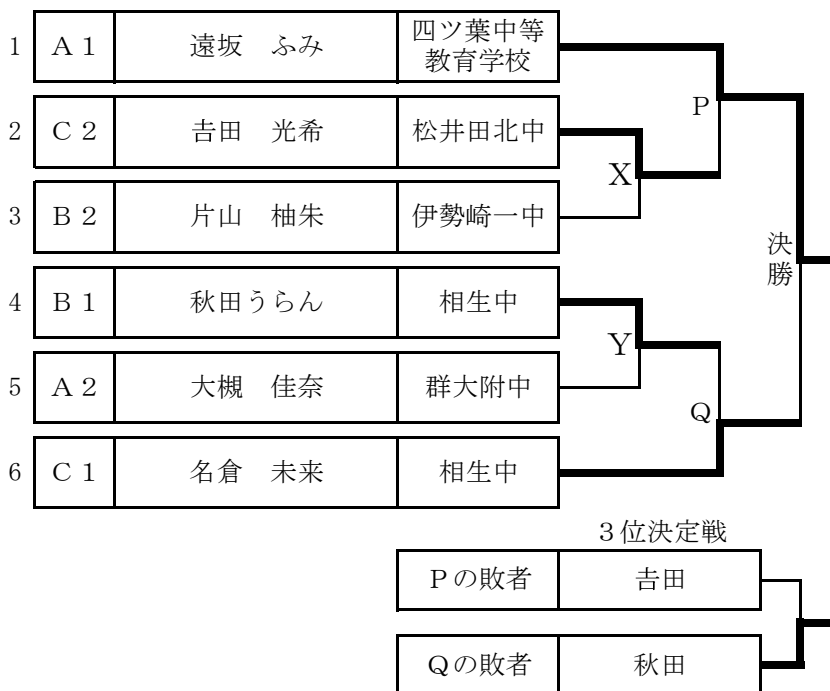 1 A1 遠坂　ふみ 四ツ葉中等教育学校
P
2 C2 𠮷田　光希 松井田北中
X
3 B2 片山　柚朱 伊勢崎一中
決勝
4 B1 秋田うらん 相生中
Y
5 A2 大槻　佳奈 群大附中
Q
6 C1 名倉　未来 相生中
3位決定戦
Pの敗者 𠮷田
Qの敗者 秋田